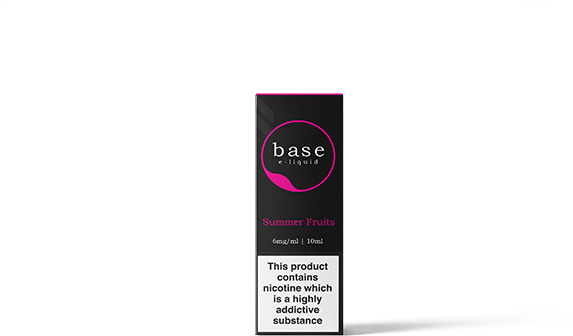 base
e-liquid
Summer Fruits
6mg/ml | 10ml
This product
contains
nicotine which
is a highly
addictive
substance